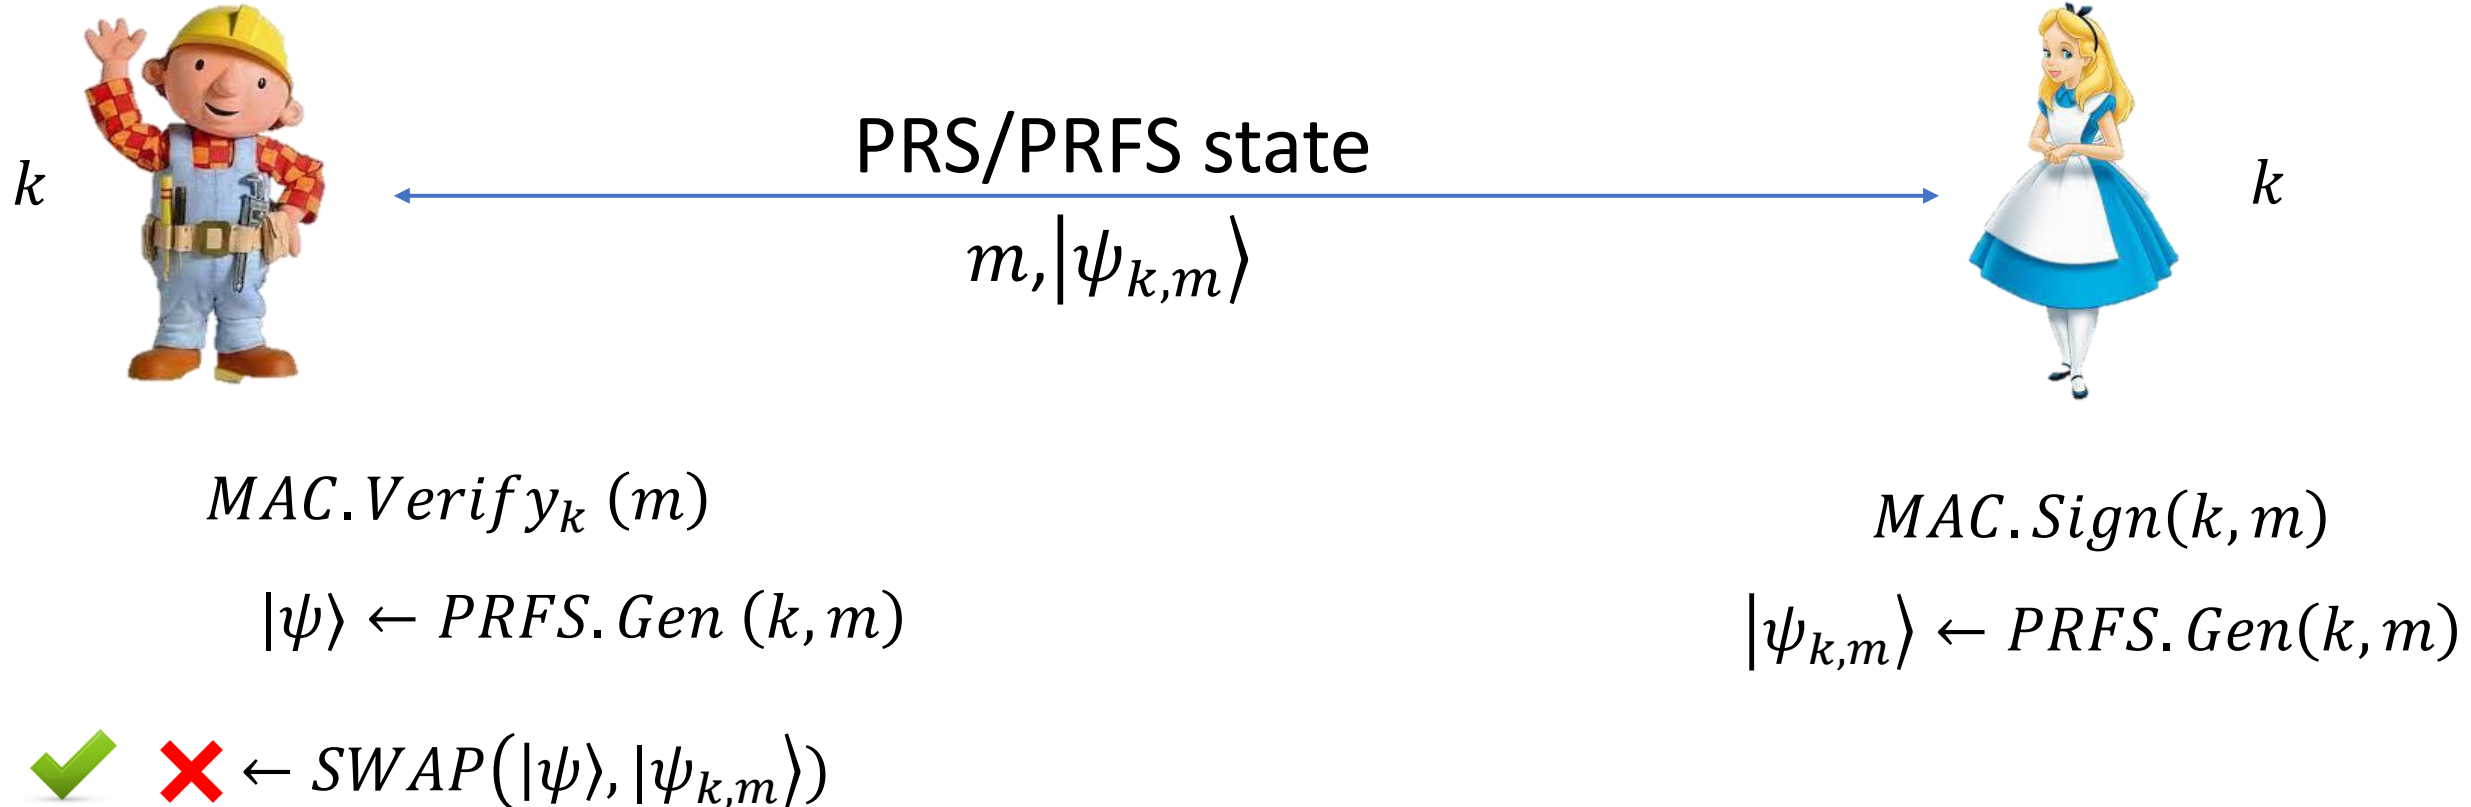 PRS/PRFS state
k
k
m,|ψ_{k,m}⟩
MAC.Verify_k (m)
MAC.Sign(k,m)
|ψ⟩ ← PRFS.Gen (k,m)
|ψ_{k,m}⟩ ← PRFS.Gen(k,m)
← SWAP(|ψ⟩,|ψ_{k,m}⟩)